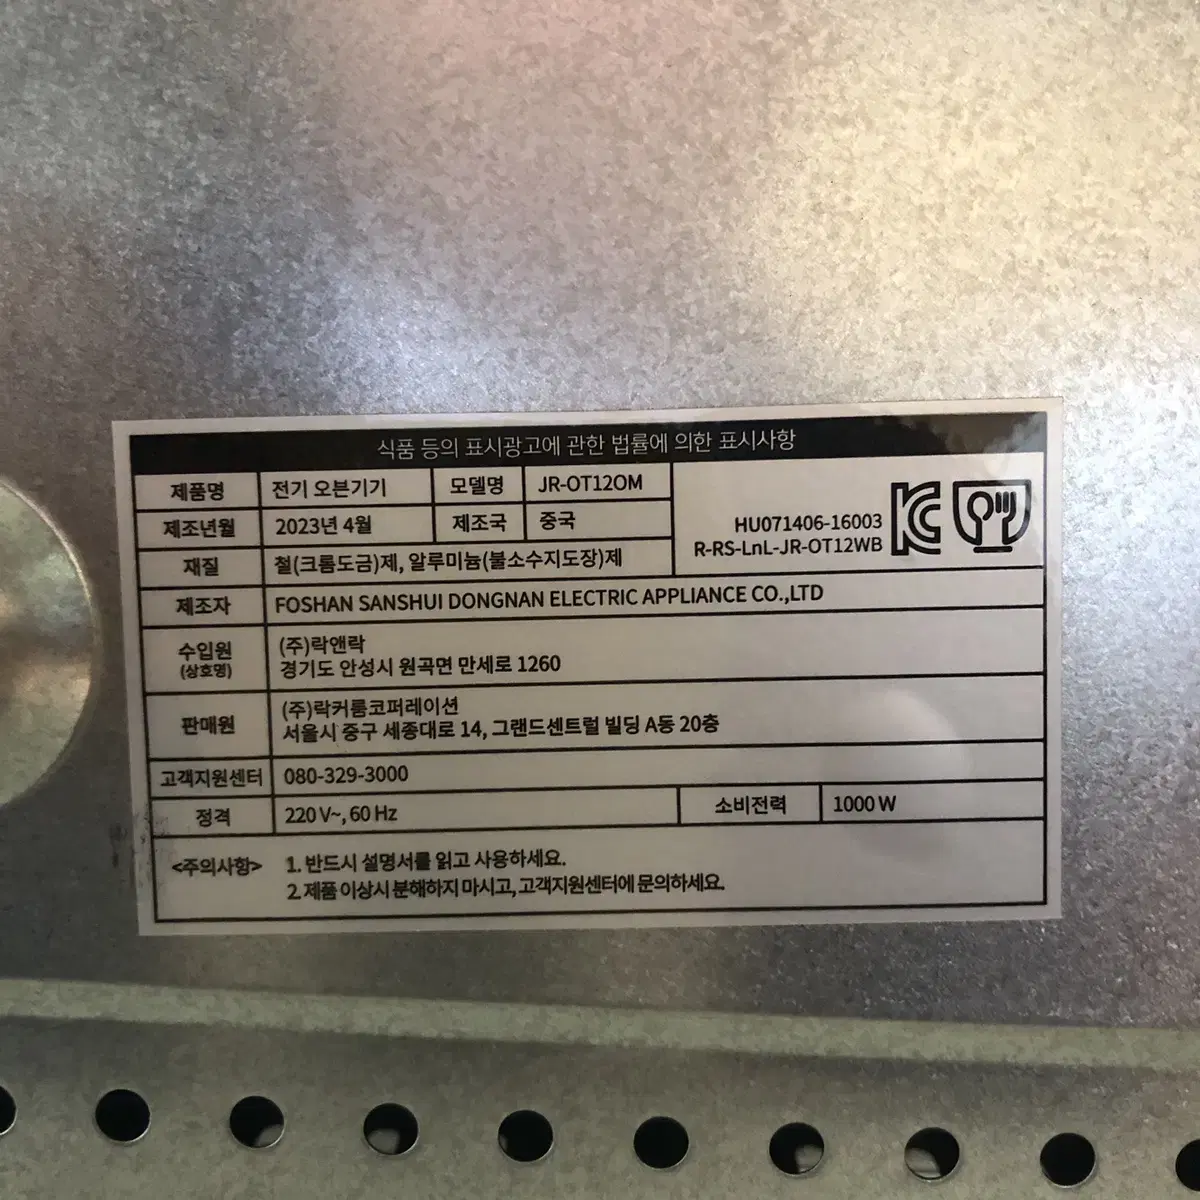 식품 등의 표시광고에 관한 법률에 의한 표시사항
제품명 전기 오븐기기 모델명 JR-OT12OM
제조년월 2023년 4월 제조국 중국
재질 철(크롬도금)제, 알루미늄(불소수지도장)제
HU071406-16003
R-RS-LnL-JR-OT12WB
제조자 FOSHAN SANSHUI DONGNAN ELECTRIC APPLIANCE CO.,LTD
수입원
(상호명)
(주)락앤락
경기도 안성시 원곡면 만세로 1260
판매원
(주)락커룸코퍼레이션
서울시 중구 세종대로 14, 그랜드센트럴 빌딩 A동 20층
고객지원센터 080-329-3000
정격 220 V~, 60 Hz 소비전력 1000 W
<주의사항> 1. 반드시 설명서를 읽고 사용하세요.
2. 제품 이상시 분해하지 마시고, 고객지원센터에 문의하세요.